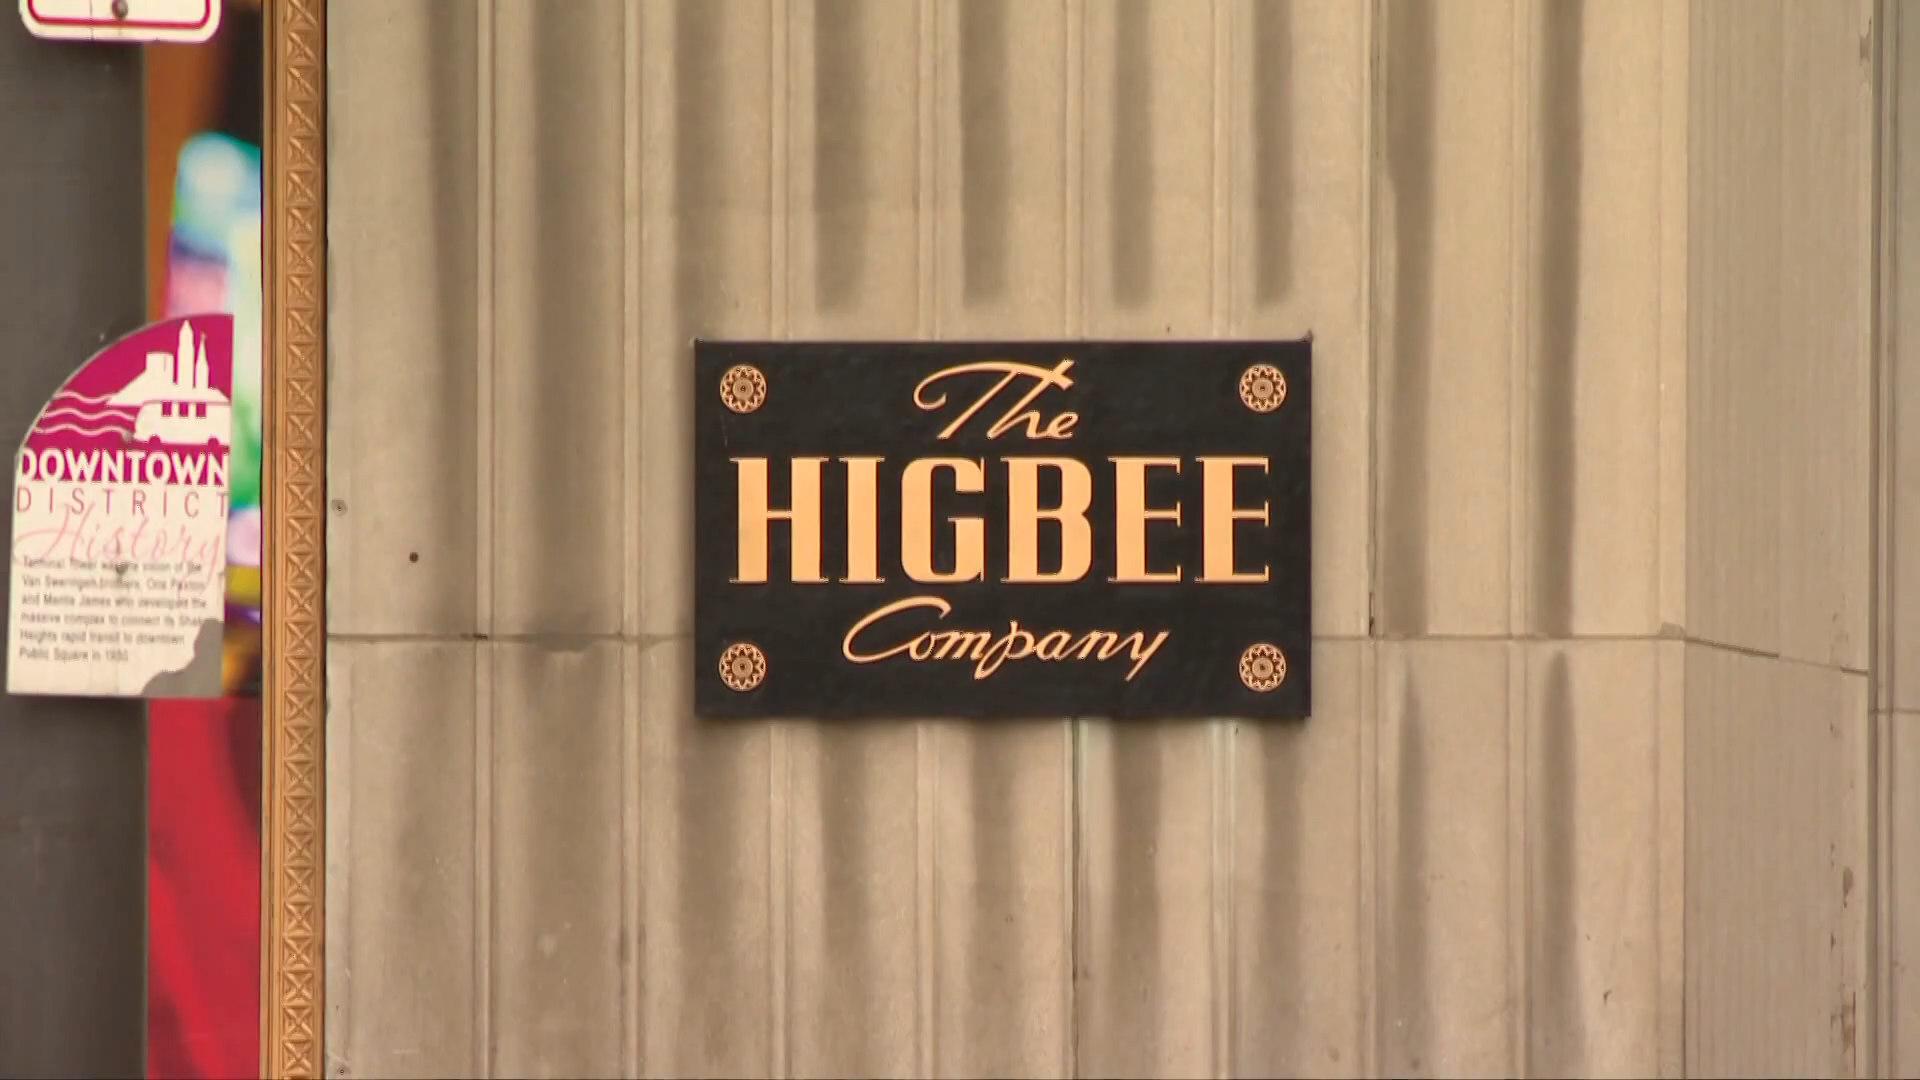 The
HIGBEE
Company
DOWNTOWN
DISTRICT
History
Terminal Tower was the vision of the
Van Sweringen brothers, Otis Paxton
and Mantis James who developed the
massive complex to connect its Shaker
Heights rapid transit to downtown
Public Square in 1930.